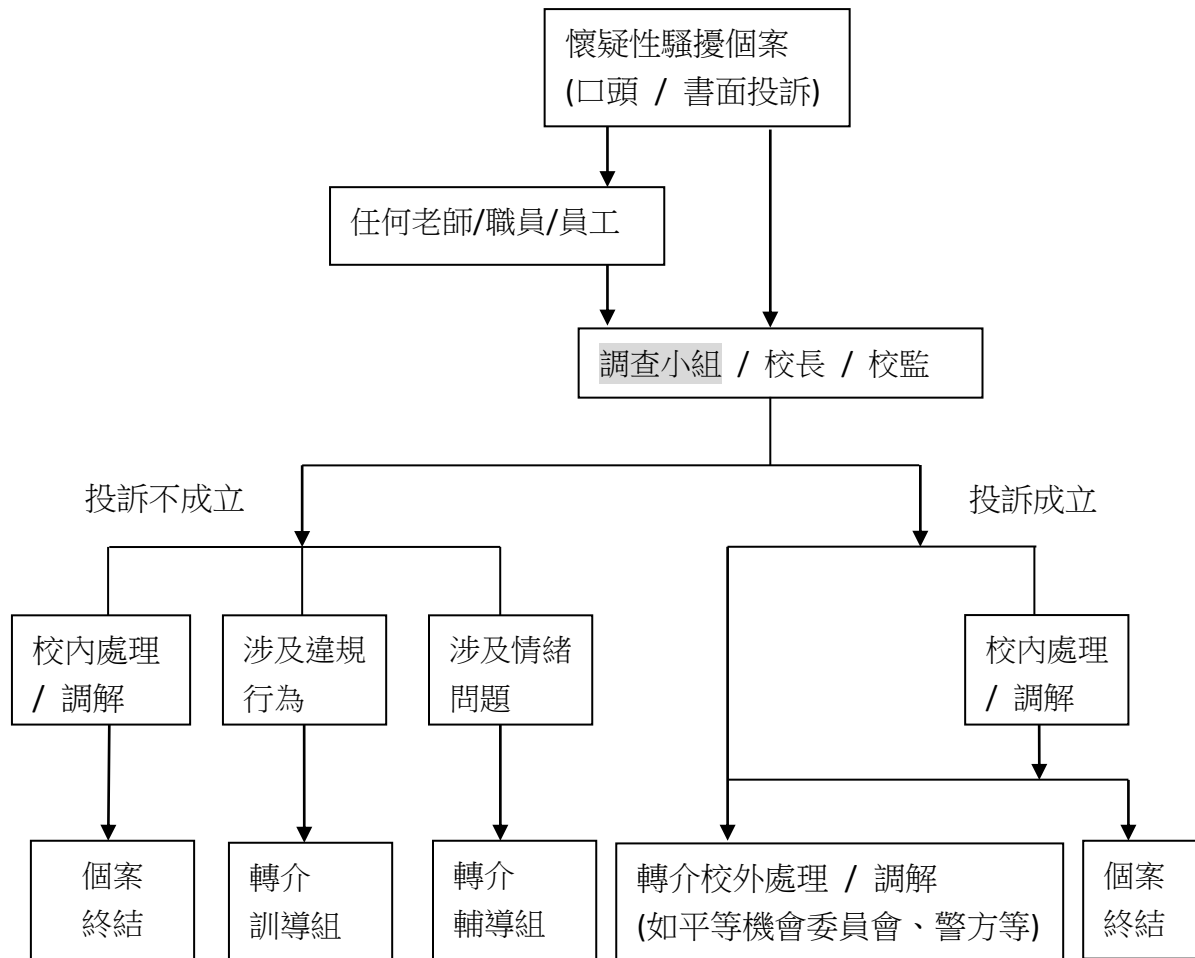 懷疑性騷擾個案
(口頭 / 書面投訴)
任何老師/職員/員工
調查小組 / 校長 / 校監
投訴不成立
投訴成立
校內處理
/ 調解
涉及違規
行為
涉及情緒
問題
校內處理
/ 調解
個案
終結
轉介
訓導組
轉介
輔導組
轉介校外處理 / 調解
(如平等機會委員會、警方等)
個案
終結